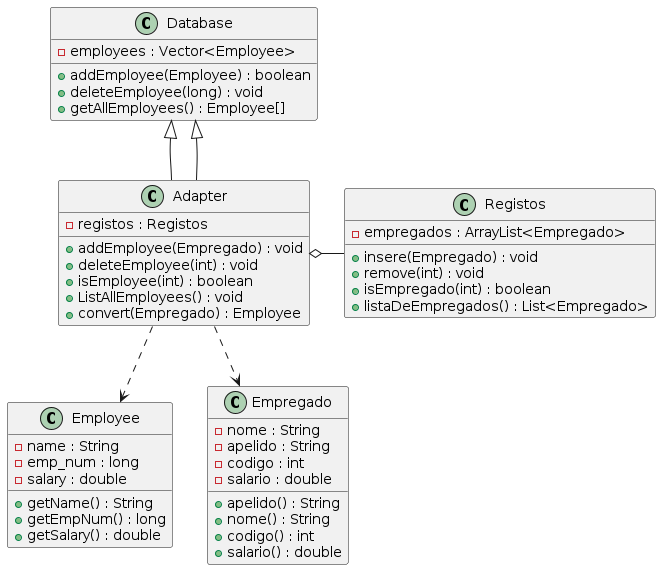 Database
employees : Vector<Employee>
addEmployee(Employee) : boolean
deleteEmployee(long) : void
getAllEmployees() : Employee[]
Adapter
registos : Registos
addEmployee(Empregado) : void
deleteEmployee(int) : void
isEmployee(int) : boolean
ListAllEmployees() : void
convert(Empregado) : Employee
Registos
empregados : ArrayList<Empregado>
insere(Empregado) : void
remove(int) : void
isEmpregado(int) : boolean
listaDeEmpregados() : List<Empregado>
Employee
name : String
emp_num : long
salary : double
getName() : String
getEmpNum() : long
getSalary() : double
Empregado
nome : String
apelido : String
codigo : int
salario : double
apelido() : String
nome() : String
codigo() : int
salario() : double